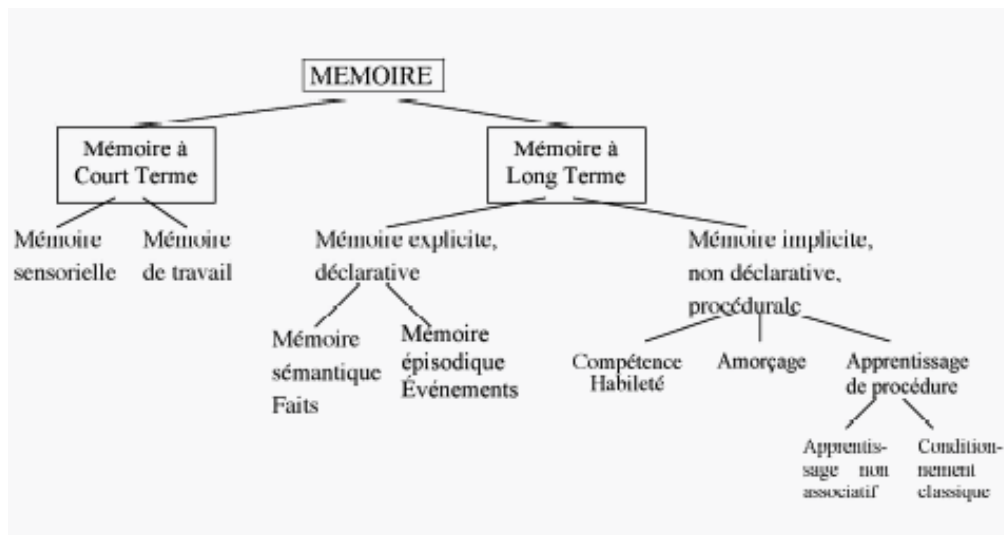 MEMOIRE
Mémoire à
Court Terme
Mémoire à
Long Terme
Mémoire
sensorielle
Mémoire
de travail
Mémoire explicite,
déclarative
Mémoire implicite,
non déclarative,
procédurale
Mémoire
sémantique
Faits
Mémoire
épisodique
Événements
Compétence
Habileté
Amorçage
Apprentissage
de procédure
Apprentis-
sage non
associatif
Condition-
nement
classique